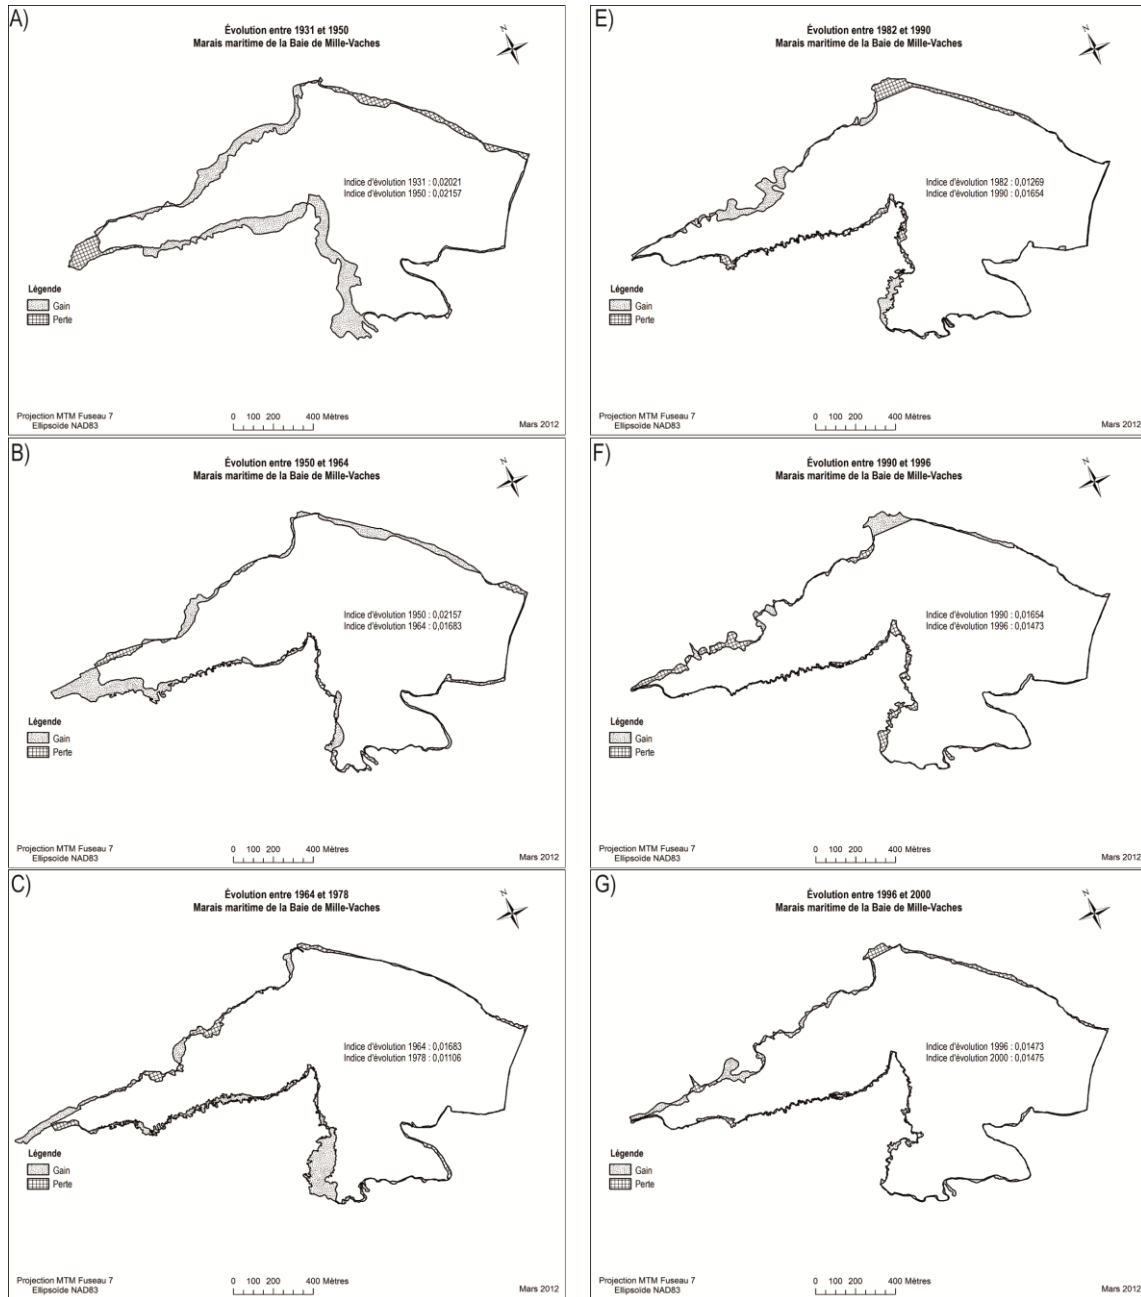 A)
Évolution entre 1931 et 1950
Marais maritime de la Baie de Mille-Vaches
N
Indice d'évolution 1931 : 0,02021
Indice d'évolution 1950 : 0,02157
Légende
Gain
Perte
Projection MTM Fuseau 7
Ellipsoïde NAD83
0 100 200 400 Mètres
Mars 2012
B)
Évolution entre 1950 et 1964
Marais maritime de la Baie de Mille-Vaches
N
Indice d'évolution 1950 : 0,02157
Indice d'évolution 1964 : 0,01683
Légende
Gain
Perte
Projection MTM Fuseau 7
Ellipsoïde NAD83
0 100 200 400 Mètres
Mars 2012
C)
Évolution entre 1964 et 1978
Marais maritime de la Baie de Mille-Vaches
N
Indice d'évolution 1964 : 0,01683
Indice d'évolution 1978 : 0,01106
Légende
Gain
Perte
Projection MTM Fuseau 7
Ellipsoïde NAD83
0 100 200 400 Mètres
Mars 2012
E)
Évolution entre 1982 et 1990
Marais maritime de la Baie de Mille-Vaches
N
Indice d'évolution 1982 : 0,01269
Indice d'évolution 1990 : 0,01654
Légende
Gain
Perte
Projection MTM Fuseau 7
Ellipsoïde NAD83
0 100 200 400 Mètres
Mars 2012
F)
Évolution entre 1990 et 1996
Marais maritime de la Baie de Mille-Vaches
N
Indice d'évolution 1990 : 0,01654
Indice d'évolution 1996 : 0,01473
Légende
Gain
Perte
Projection MTM Fuseau 7
Ellipsoïde NAD83
0 100 200 400 Mètres
Mars 2012
G)
Évolution entre 1996 et 2000
Marais maritime de la Baie de Mille-Vaches
N
Indice d'évolution 1996 : 0,01473
Indice d'évolution 2000 : 0,01475
Légende
Gain
Perte
Projection MTM Fuseau 7
Ellipsoïde NAD83
0 100 200 400 Mètres
Mars 2012